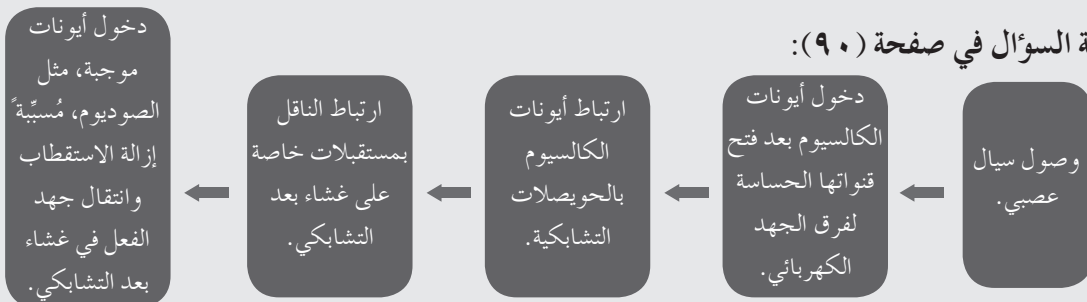 ة السؤال في صفحة (٩٠):
وصول سيال
عصبي.
دخول أيونات
الكالسيوم بعد فتح
قنواتها الحساسة
لفرق الجهد
الكهربائي.
ارتباط أيونات
الكالسيوم
بالحويصلات
التشابكية.
ارتباط الناقل
بمستقبلات خاصة
على غشاء بعد
التشابكي.
دخول أيونات
موجبة، مثل
الصوديوم، مُسبِّبةً
إزالة الاستقطاب
وانتقال جهد
الفعل في غشاء
بعد التشابكي.